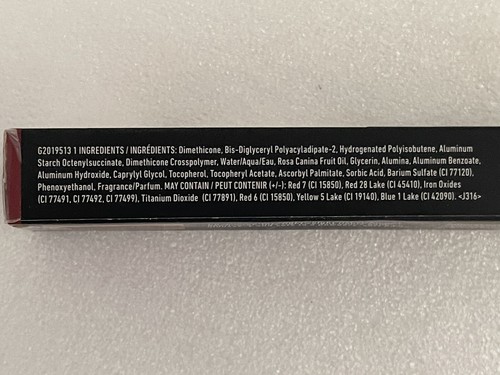 G2019513 1 INGREDIENTS / INGRÉDIENTS: Dimethicone, Bis-Diglyceryl Polyacyladipate-2, Hydrogenated Polyisobutene, Aluminum
Starch Octenylsuccinate, Dimethicone Crosspolymer, Water/Aqua/Eau, Rosa Canina Fruit Oil, Glycerin, Alumina, Aluminum Benzoate,
Aluminum Hydroxide, Caprylyl Glycol, Tocopherol, Tocopheryl Acetate, Ascorbyl Palmitate, Sorbic Acid, Barium Sulfate (CI 77120),
Phenoxyethanol, Fragrance/Parfum. MAY CONTAIN / PEUT CONTENIR (+/-): Red 7 (CI 15850), Red 28 Lake (CI 45410), Iron Oxides
(CI 77491, CI 77492, CI 77499), Titanium Dioxide (CI 77891), Red 6 (CI 15850), Yellow 5 Lake (CI 19140), Blue 1 Lake (CI 42090). <J316>